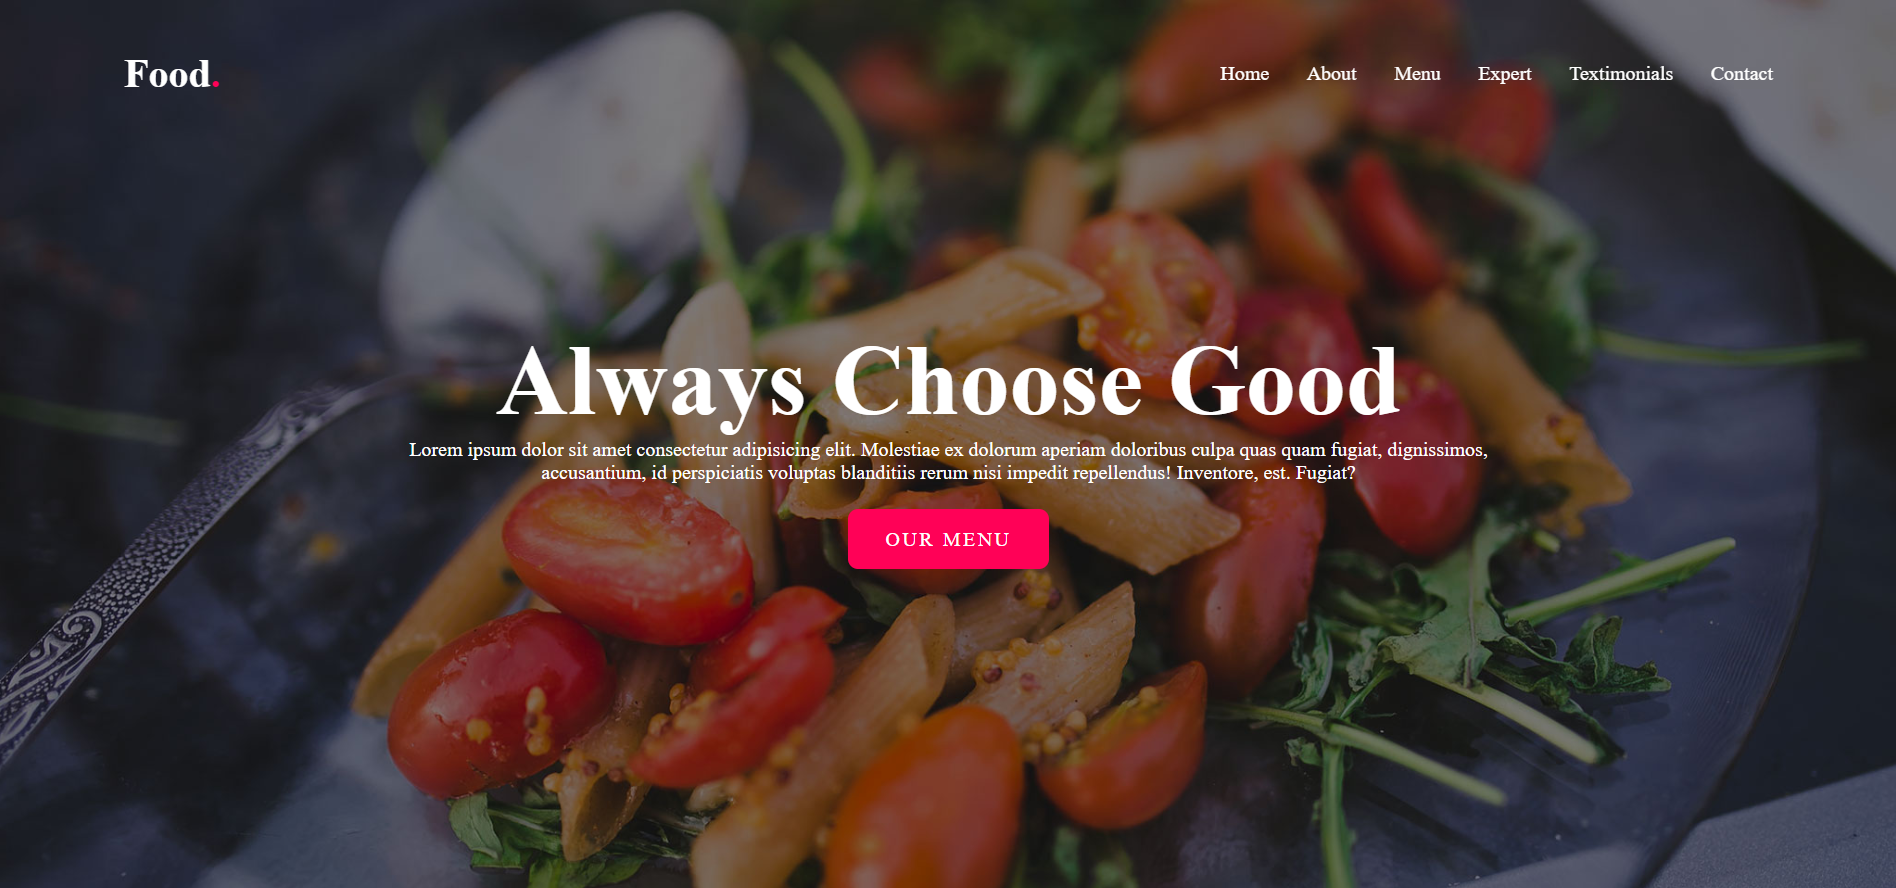 Food.
Home About Menu Expert Textimonials Contact
Always Choose Good
Lorem ipsum dolor sit amet consectetur adipisicing elit. Molestiae ex dolorum aperiam doloribus culpa quas quam fugiat, dignissimos,
accusantium, id perspiciatis voluptas blanditiis rerum nisi impedit repellendus! Inventore, est. Fugiat?
OUR MENU